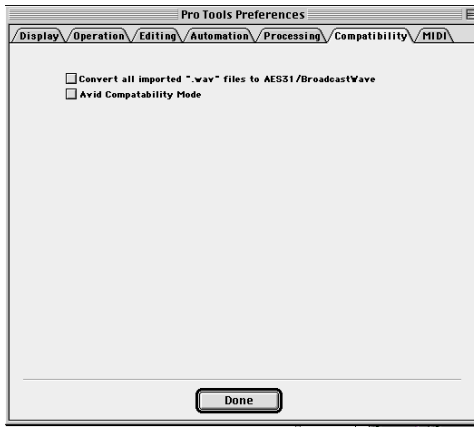 Pro Tools Preferences
Display Operation Editing Automation Processing Compatibility MIDI
Convert all imported ".wav" files to AES31/BroadcastWave
Avid Compatability Mode
Done